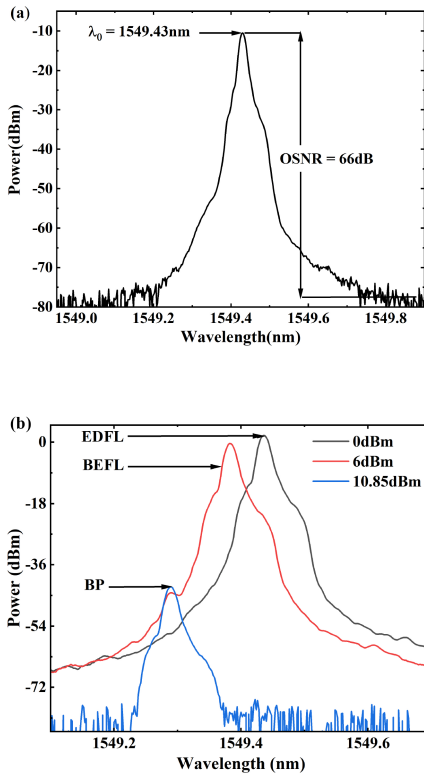 (a)
λ₀ = 1549.43nm
OSNR = 66dB
Power(dBm)
-10
-20
-30
-40
-50
-60
-70
-80
1549.0 1549.2 1549.4 1549.6 1549.8
Wavelength(nm)
(b)
EDFL
BEFL
BP
0dBm
6dBm
10.85dBm
Power (dBm)
0
-18
-36
-54
-72
1549.2 1549.4 1549.6
Wavelength (nm)